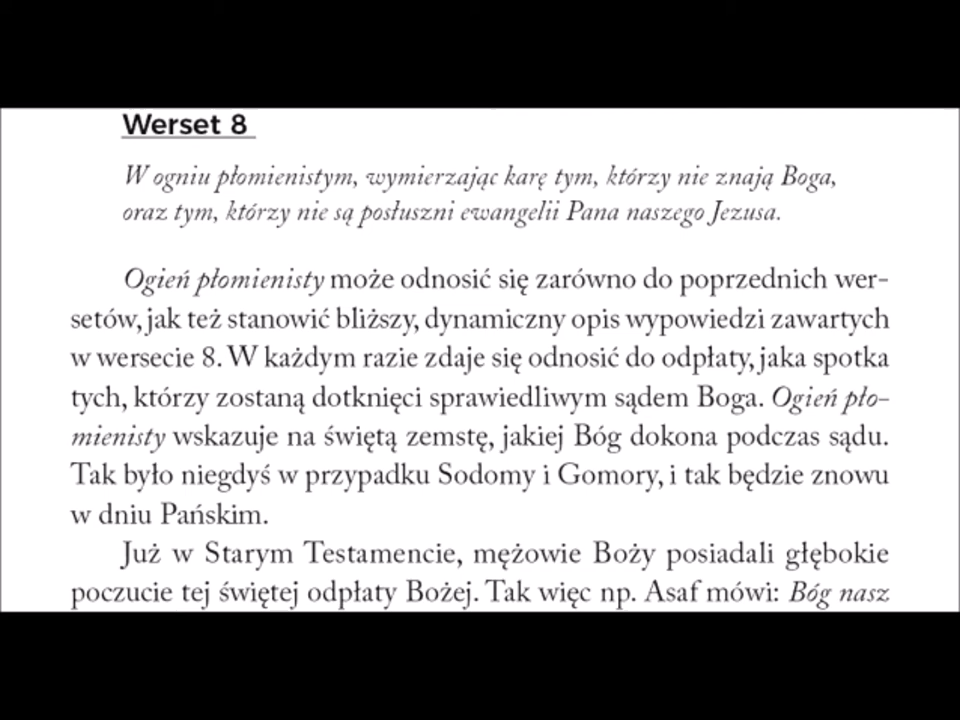 Werset 8
W ogniu płomienistym, wymierzając karę tym, którzy nie znają Boga,
oraz tym, którzy nie są posłuszni ewangelii Pana naszego Jezusa.
Ogień płomienisty może odnosić się zarówno do poprzednich wer-
setów, jak też stanowić bliższy, dynamiczny opis wypowiedzi zawartych
w wersecie 8. W każdym razie zdaje się odnosić do odpłaty, jaka spotka
tych, którzy zostaną dotknięci sprawiedliwym sądem Boga. Ogień pło-
mienisty wskazuje na świętą zemstę, jakiej Bóg dokona podczas sądu.
Tak było niegdyś w przypadku Sodomy i Gomory, i tak będzie znowu
w dniu Pańskim.
Już w Starym Testamencie, mężowie Boży posiadali głębokie
poczucie tej świętej odpłaty Bożej. Tak więc np. Asaf mówi: Bóg nasz